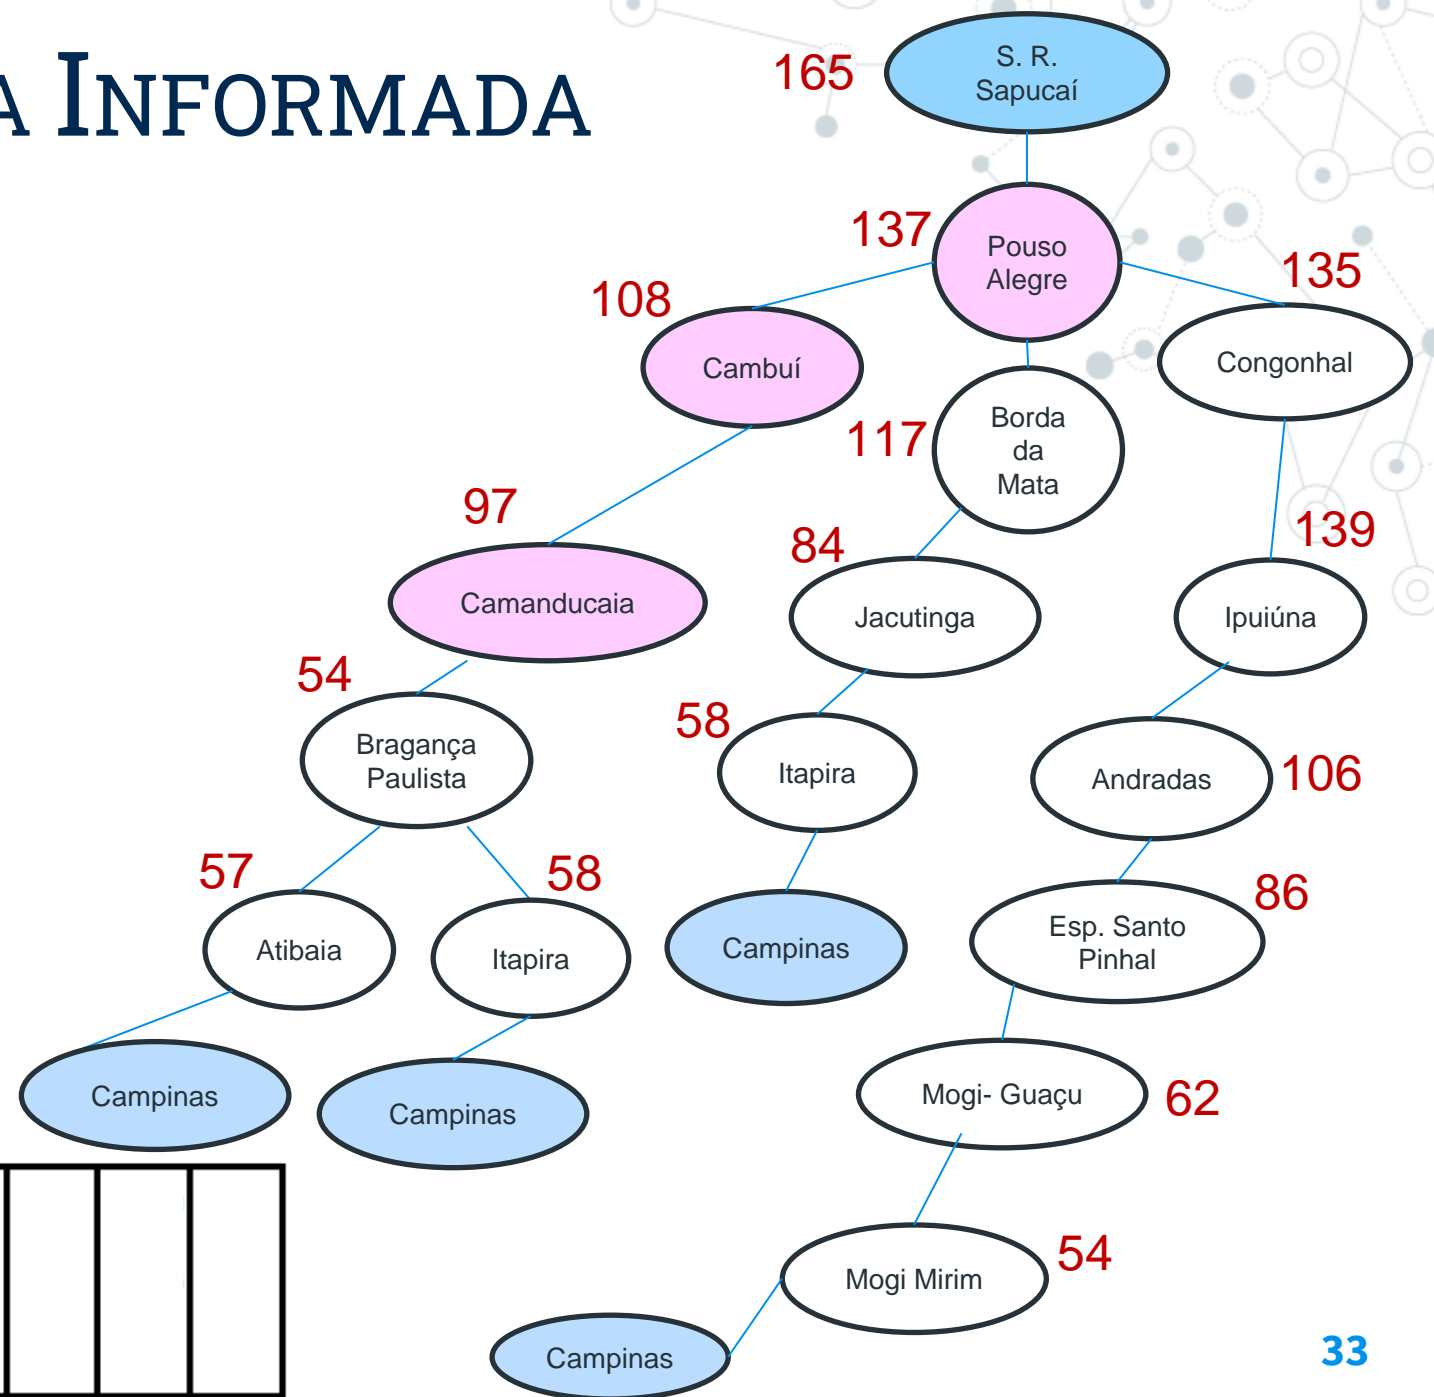 A INFORMADA
165
S. R.
Sapucaí
137
Pouso
Alegre
135
108
Cambuí
Congonhal
117
Borda
da
Mata
97
84
139
Camanducaia
Jacutinga
Ipuiúna
54
58
Bragança
Paulista
Itapira
Andradas
106
57
58
86
Atibaia
Itapira
Campinas
Esp. Santo
Pinhal
Campinas
Campinas
Mogi- Guaçu
62
Mogi Mirim
54
Campinas
33